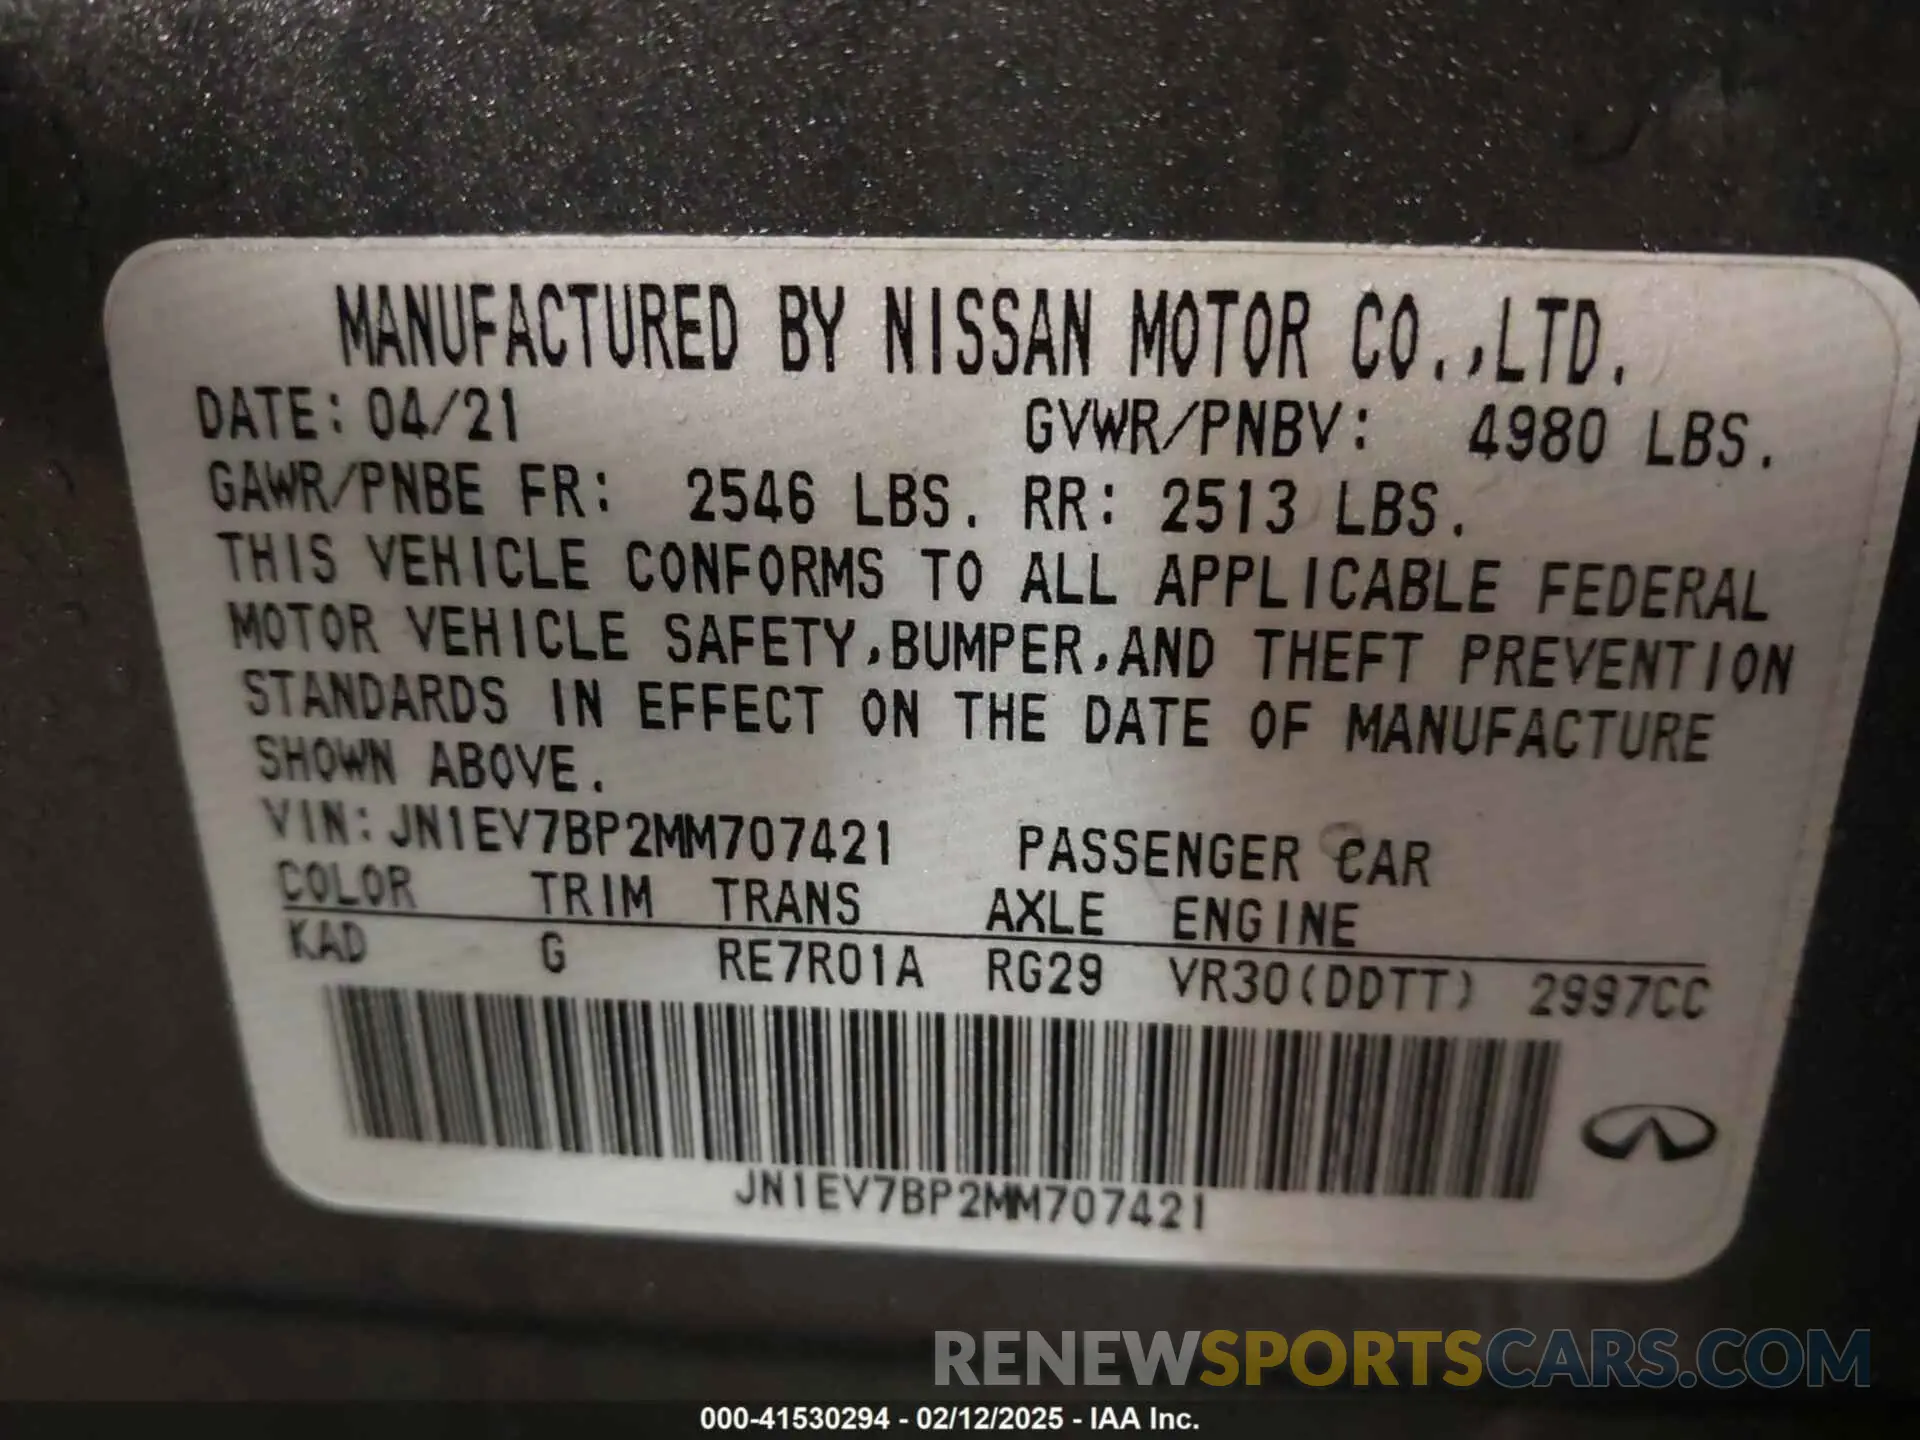 MANUFACTURED BY NISSAN MOTOR CO.,LTD.
DATE: 04/21 GVWR/PNBV: 4980 LBS.
GAWR/PNBE FR: 2546 LBS. RR: 2513 LBS.
THIS VEHICLE CONFORMS TO ALL APPLICABLE FEDERAL
MOTOR VEHICLE SAFETY,BUMPER,AND THEFT PREVENTION
STANDARDS IN EFFECT ON THE DATE OF MANUFACTURE
SHOWN ABOVE.
VIN: JN1EV7BP2MM707421 PASSENGER CAR
COLOR TRIM TRANS AXLE ENGINE
KAD G RE7R01A RG29 VR30(DDTT) 2997CC
JN1EV7BP2MM707421
RENEWSPORTSCARS.COM
000-41530294 - 02/12/2025 - IAA Inc.